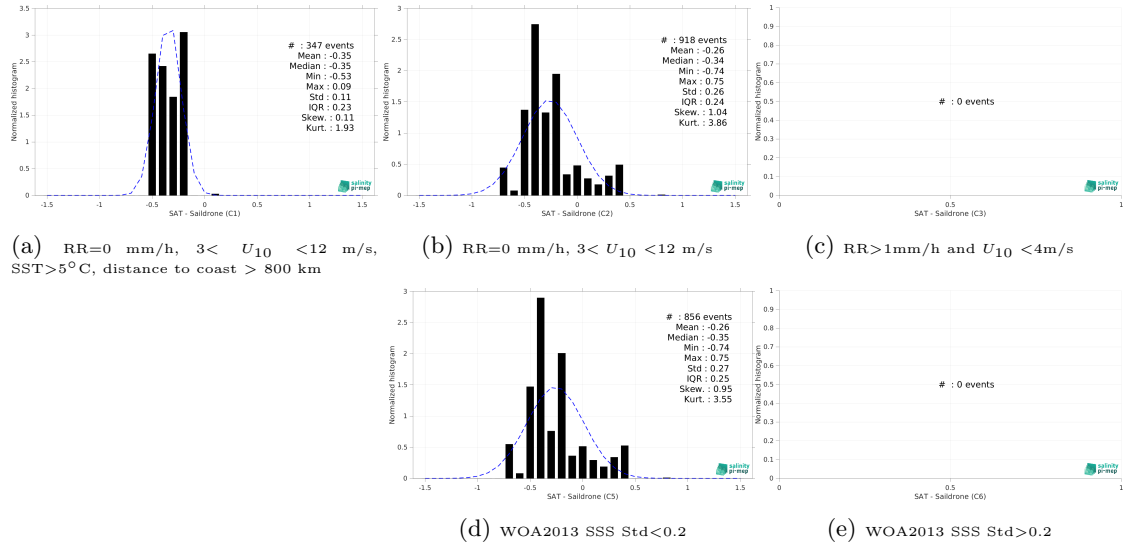 3.5
3
2.5
2
1.5
1
0.5
0
-1.5 -1 -0.5 0 0.5 1 1.5
Normalized histogram
SAT - Saildrone (C1)
# : 347 events
Mean : -0.35
Median : -0.35
Min : -0.53
Max : 0.09
Std : 0.11
IQR : 0.23
Skew. : 0.11
Kurt. : 1.93
salinity
pi-mep
(a) RR=0 mm/h, 3< U10 <12 m/s,
SST>5°C, distance to coast > 800 km
3
2.5
2
1.5
1
0.5
0
-1.5 -1 -0.5 0 0.5 1 1.5
Normalized histogram
SAT - Saildrone (C2)
# : 918 events
Mean : -0.26
Median : -0.34
Min : -0.74
Max : 0.75
Std : 0.26
IQR : 0.24
Skew. : 1.04
Kurt. : 3.86
salinity
pi-mep
(b) RR=0 mm/h, 3< U10 <12 m/s
1
0.9
0.8
0.7
0.6
0.5
0.4
0.3
0.2
0.1
0
0 0.5 1
Normalized histogram
SAT - Saildrone (C3)
# : 0 events
salinity
pi-mep
(c) RR>1mm/h and U10 <4m/s
3
2.5
2
1.5
1
0.5
0
-1.5 -1 -0.5 0 0.5 1 1.5
Normalized histogram
SAT - Saildrone (C5)
# : 856 events
Mean : -0.26
Median : -0.35
Min : -0.74
Max : 0.75
Std : 0.27
IQR : 0.25
Skew. : 0.95
Kurt. : 3.55
salinity
pi-mep
(d) WOA2013 SSS Std<0.2
1
0.9
0.8
0.7
0.6
0.5
0.4
0.3
0.2
0.1
0
0 0.5 1
Normalized histogram
SAT - Saildrone (C6)
# : 0 events
salinity
pi-mep
(e) WOA2013 SSS Std>0.2